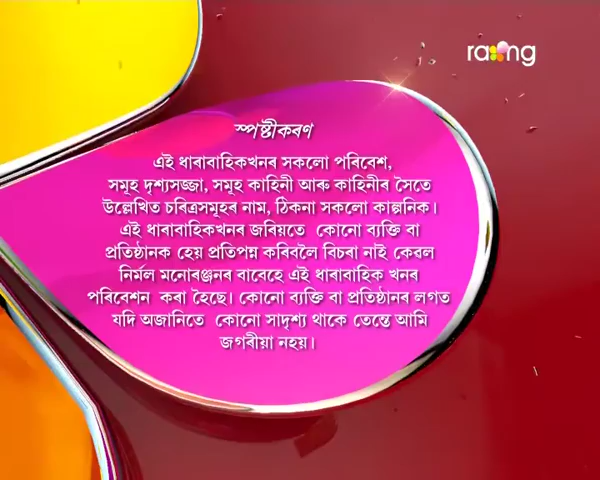 rang
স্পষ্টীকৰণ
এই ধাৰাবাহিকখনৰ সকলো পৰিবেশ,
সমূহ দৃশ্যসজ্জা, সমূহ কাহিনী আৰু কাহিনীৰ সৈতে
উল্লেখিত চৰিত্ৰসমূহৰ নাম, ঠিকনা সকলো কাল্পনিক।
এই ধাৰাবাহিকখনৰ জৰিয়তে কোনো ব্যক্তি বা
প্ৰতিষ্ঠানক হেয় প্ৰতিপন্ন কৰিবলৈ বিচৰা নাই কেৱল
নিৰ্মল মনোৰঞ্জনৰ বাবেহে এই ধাৰাবাহিক খনৰ
পৰিবেশন কৰা হৈছে। কোনো ব্যক্তি বা প্ৰতিষ্ঠানৰ লগত
যদি অজানিতে কোনো সাদৃশ্য থাকে তেন্তে আমি
জগৰীয়া নহয়।